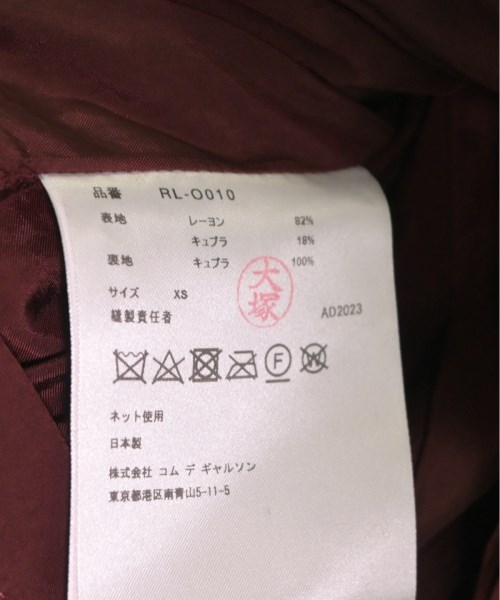 品番 RL-O010
表地 レーヨン 82%
キュプラ 18%
裏地 キュプラ 100%
サイズ XS
縫製責任者 大塚 AD2023
F W
ネット使用
日本製
株式会社 コム デ ギャルソン
東京都港区南青山5-11-5